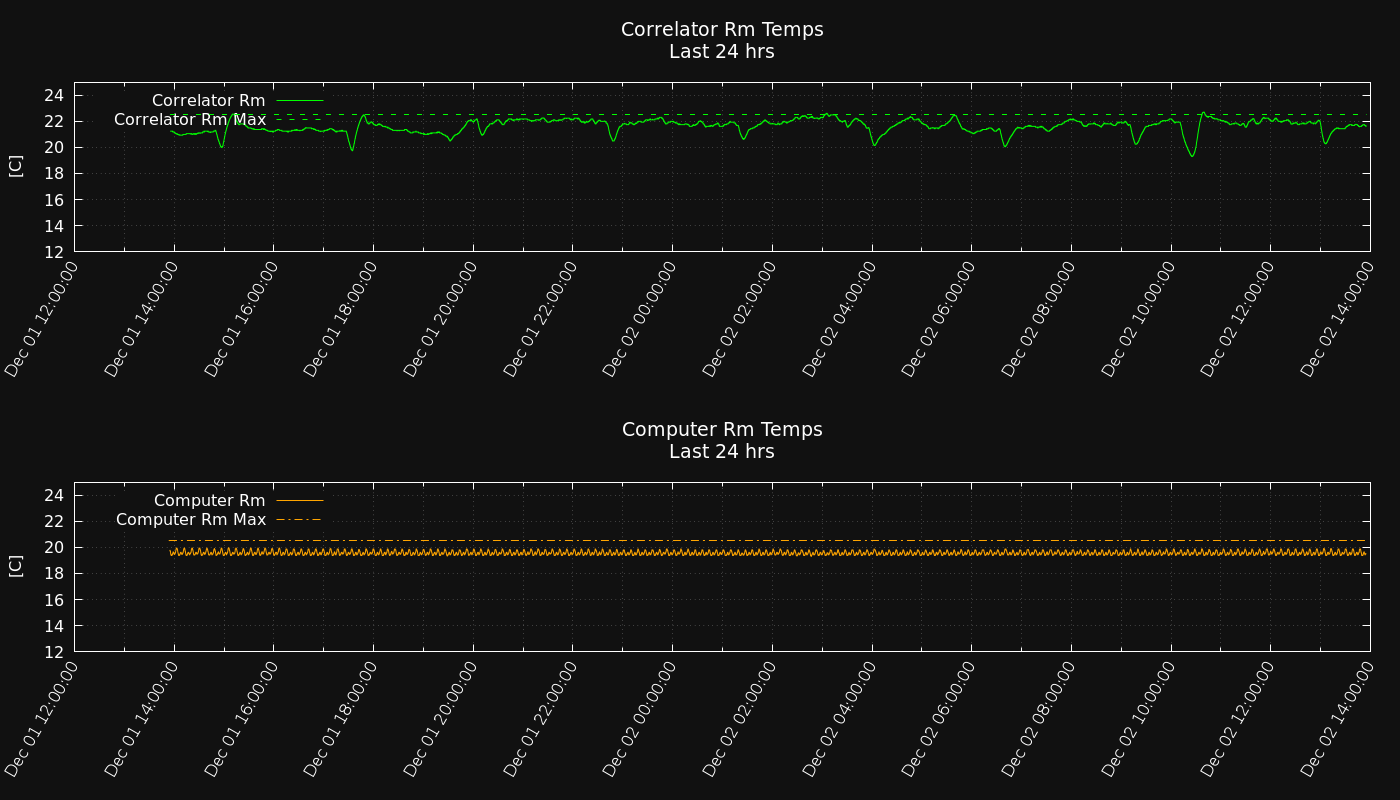 Correlator Rm Temps
Last 24 hrs
Correlator Rm
Correlator Rm Max
24
22
20
18
16
14
12
[C]
Dec 01 12:00:00
Dec 01 14:00:00
Dec 01 16:00:00
Dec 01 18:00:00
Dec 01 20:00:00
Dec 01 22:00:00
Dec 02 00:00:00
Dec 02 02:00:00
Dec 02 04:00:00
Dec 02 06:00:00
Dec 02 08:00:00
Dec 02 10:00:00
Dec 02 12:00:00
Dec 02 14:00:00
Computer Rm Temps
Last 24 hrs
Computer Rm
Computer Rm Max
24
22
20
18
16
14
12
[C]
Dec 01 12:00:00
Dec 01 14:00:00
Dec 01 16:00:00
Dec 01 18:00:00
Dec 01 20:00:00
Dec 01 22:00:00
Dec 02 00:00:00
Dec 02 02:00:00
Dec 02 04:00:00
Dec 02 06:00:00
Dec 02 08:00:00
Dec 02 10:00:00
Dec 02 12:00:00
Dec 02 14:00:00